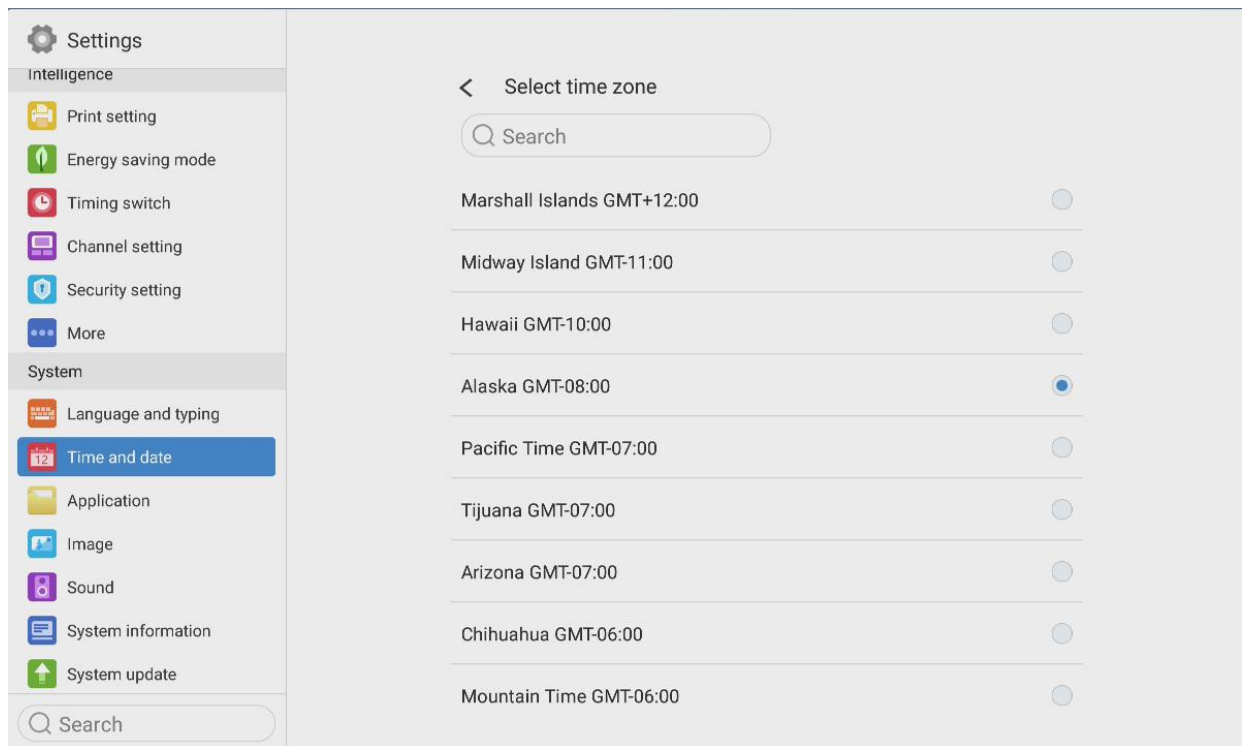 Settings
Intelligence
Print setting
Energy saving mode
Timing switch
Channel setting
Security setting
More
System
Language and typing
12
Time and date
Application
Image
Sound
System information
System update
Search
Select time zone
Search
Marshall Islands GMT+12:00
Midway Island GMT-11:00
Hawaii GMT-10:00
Alaska GMT-08:00
Pacific Time GMT-07:00
Tijuana GMT-07:00
Arizona GMT-07:00
Chihuahua GMT-06:00
Mountain Time GMT-06:00